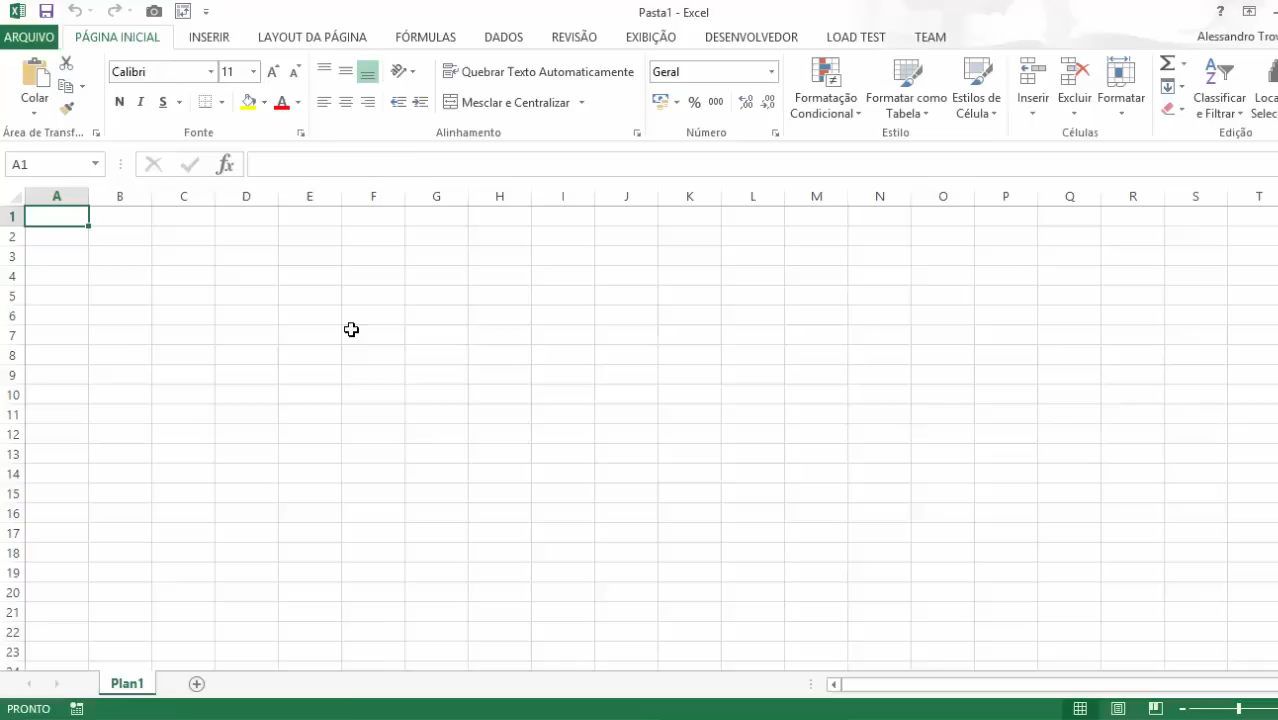 Pasta1 - Excel
?
ARQUIVO PÁGINA INICIAL INSERIR LAYOUT DA PÁGINA FÓRMULAS DADOS REVISÃO EXIBIÇÃO DESENVOLVEDOR LOAD TEST TEAM Alessandro
Calibri 11 Quebrar Texto Automaticamente Geral
Colar N I S Mesclar e Centralizar % 000
Formatação Condicional
Formatar como Tabela
Estilos de Célula
Inserir Excluir Formatar
Classificar e Filtrar
Área de Transf... Fonte Alinhamento Número Estilo Células Edição
A1 fx
A B C D E F G H I J K L M N O P Q R S T
1
2
3
4
5
6
7
8
9
10
11
12
13
14
15
16
17
18
19
20
21
22
23
Plan1
PRONTO